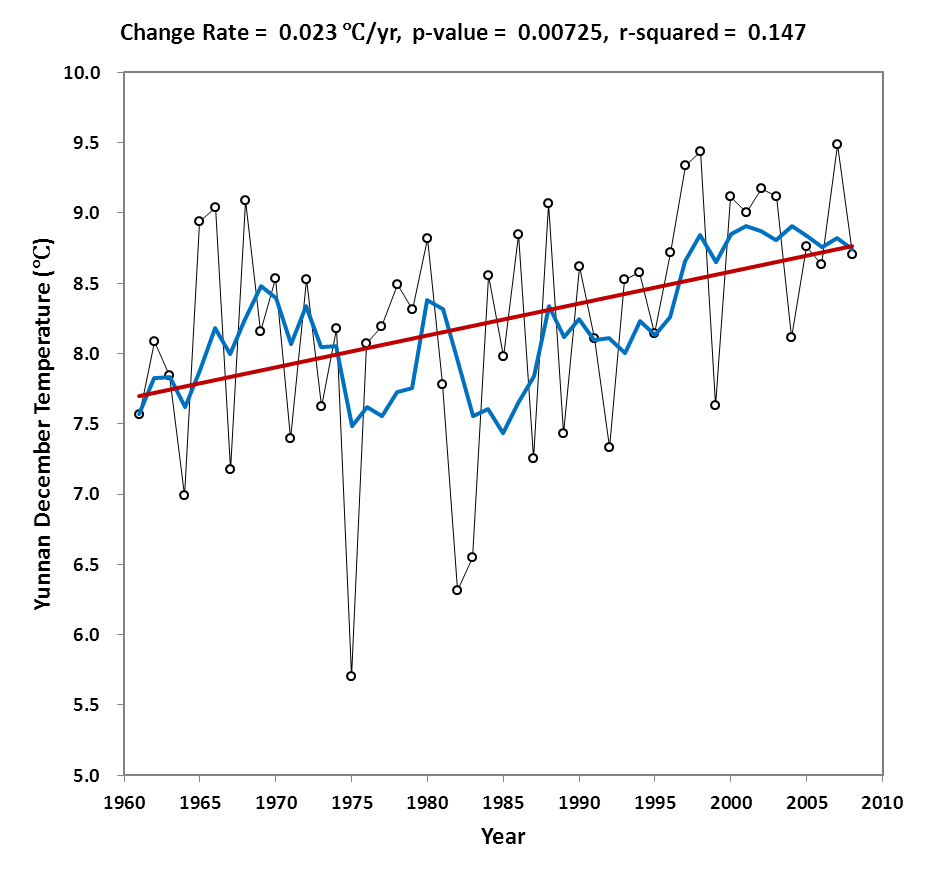 Change Rate = 0.023 ℃/yr, p-value = 0.00725, r-squared = 0.147
Yunnan December Temperature (℃)
10.0
9.5
9.0
8.5
8.0
7.5
7.0
6.5
6.0
5.5
5.0
1960 1965 1970 1975 1980 1985 1990 1995 2000 2005 2010
Year